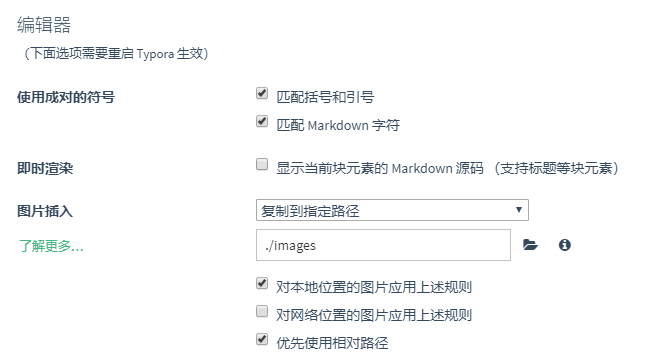 编辑器
（下面选项需要重启 Typora 生效）
使用成对的符号
匹配括号和引号
匹配 Markdown 字符
即时渲染
显示当前块元素的 Markdown 源码 （支持标题等块元素）
图片插入
复制到指定路径
了解更多...
./images
对本地位置的图片应用上述规则
对网络位置的图片应用上述规则
优先使用相对路径